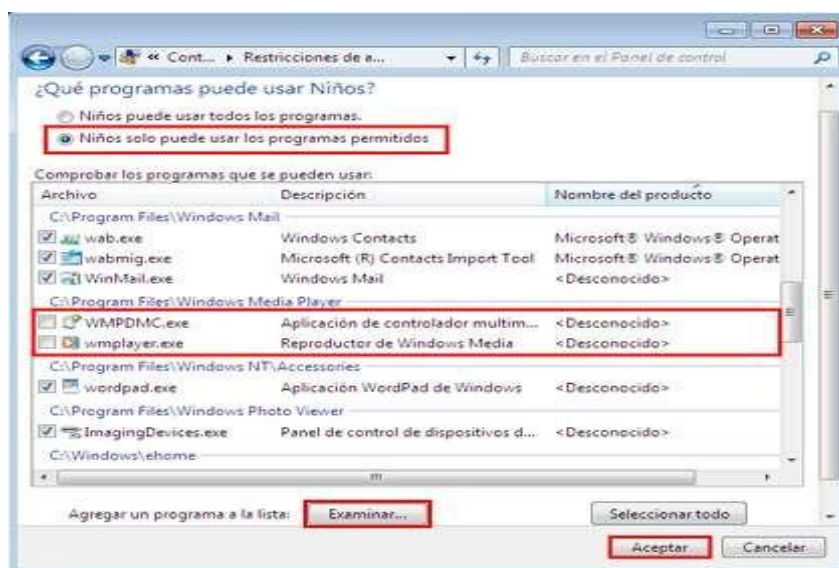 « Cont... ▸ Restricciones de a... Buscar en el Panel de control
¿Qué programas puede usar Niños?
Niños puede usar todos los programas.
Niños solo puede usar los programas permitidos
Comprobar los programas que se pueden usar:
Archivo Descripción Nombre del producto
C:\Program Files\Windows Mail
wab.exe Windows Contacts Microsoft® Windows® Operat
wabmig.exe Microsoft (R) Contacts Import Tool Microsoft® Windows® Operat
WinMail.exe Windows Mail <Desconocido>
C:\Program Files\Windows Media Player
WMPDMC.exe Aplicación de controlador multim... <Desconocido>
wmplayer.exe Reproductor de Windows Media <Desconocido>
C:\Program Files\Windows NT\Accessories
wordpad.exe Aplicación WordPad de Windows <Desconocido>
C:\Program Files\Windows Photo Viewer
ImagingDevices.exe Panel de control de dispositivos d... <Desconocido>
C:\Windows\ehome
Agregar un programa a la lista: Examinar... Seleccionar todo
Aceptar Cancelar